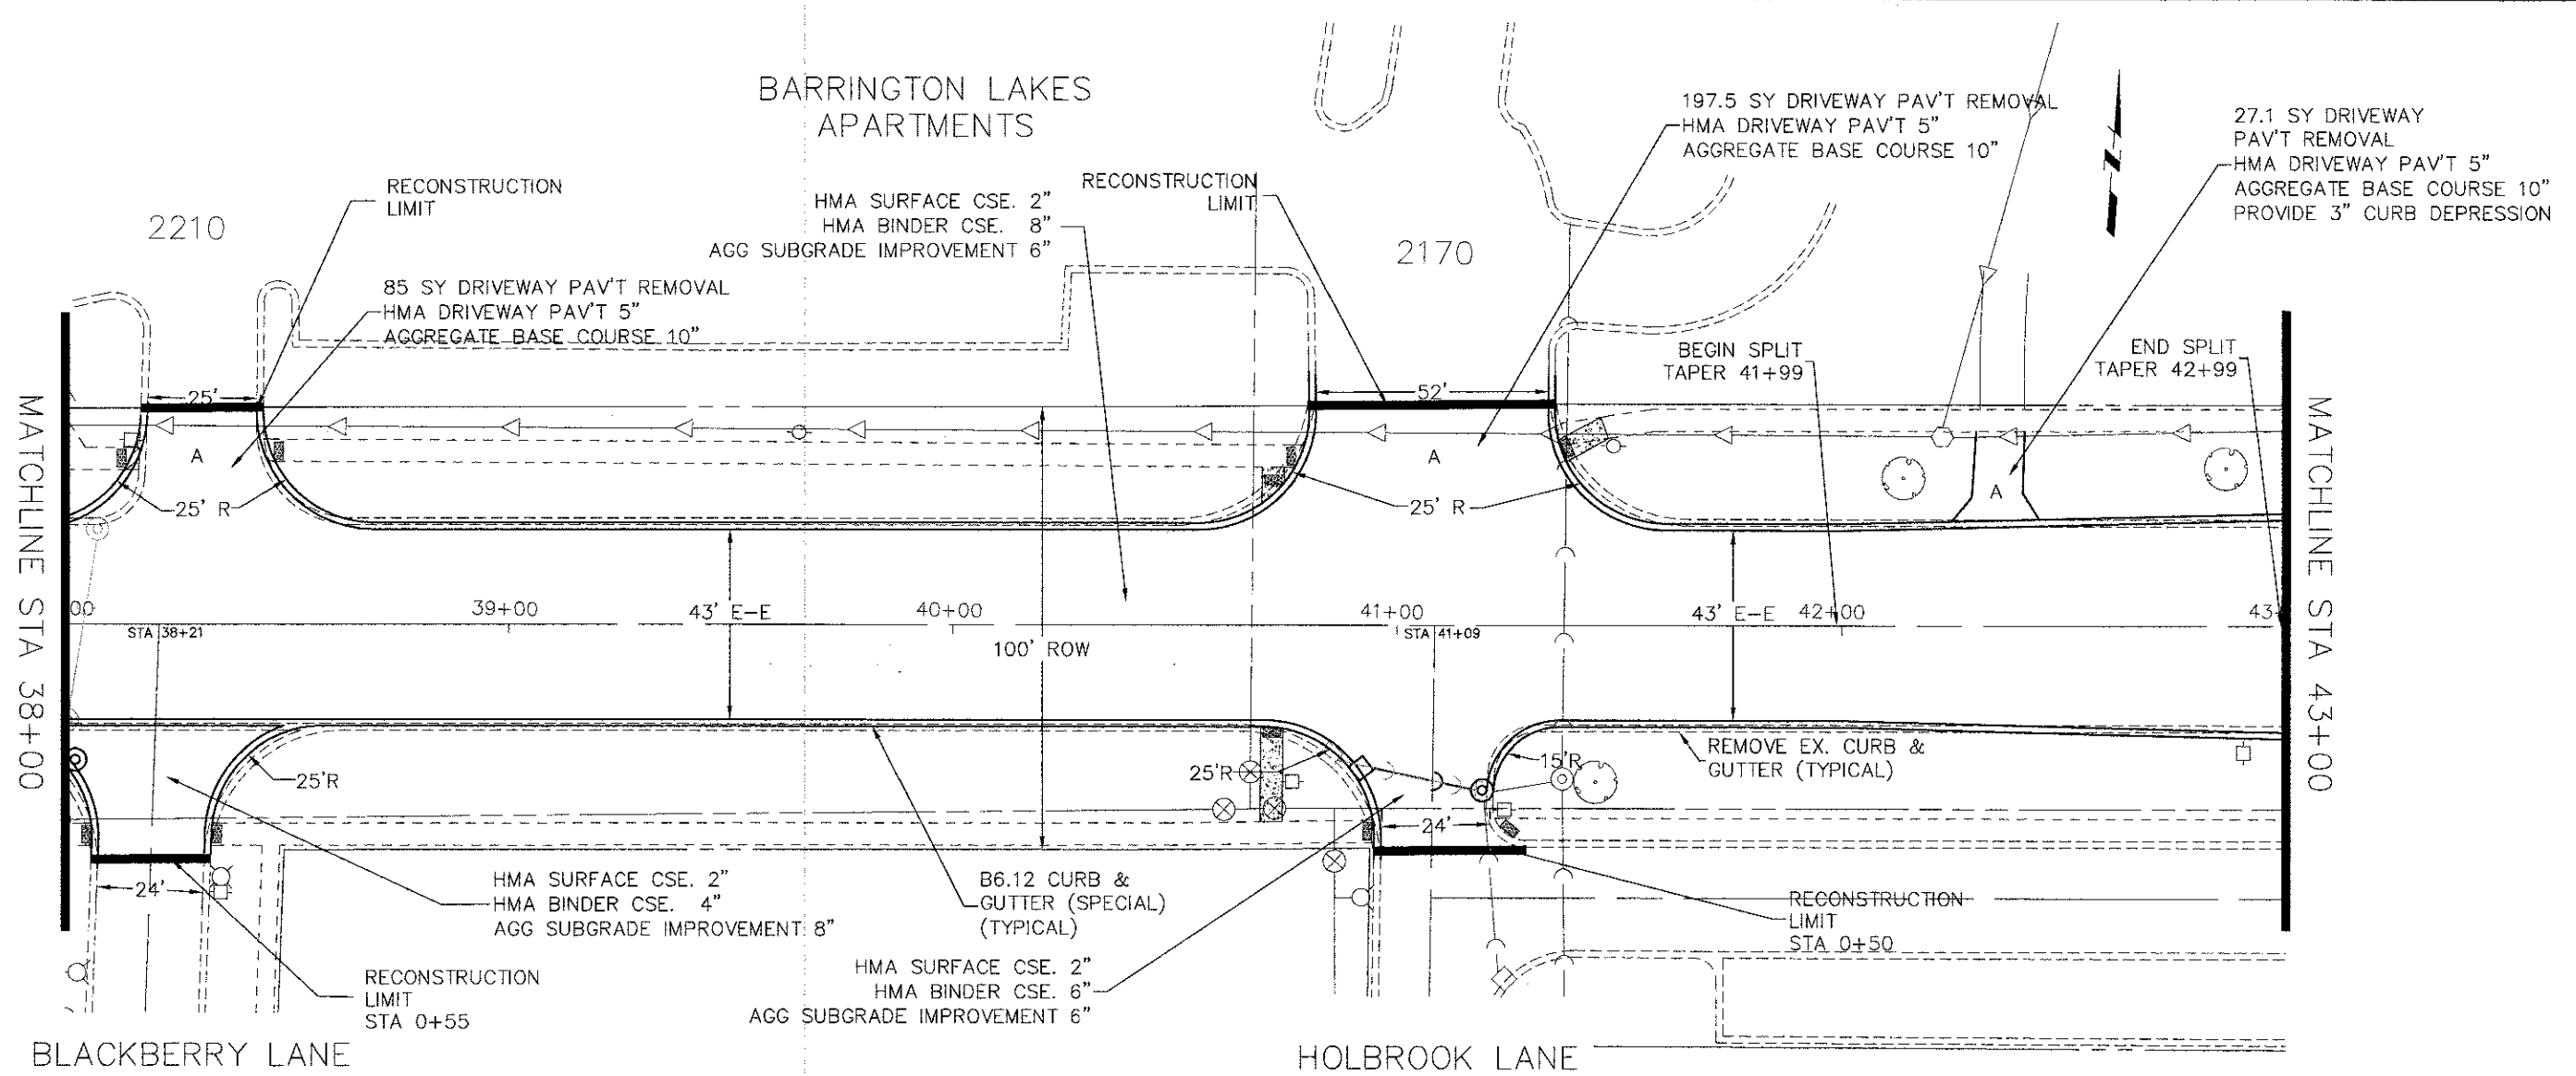 BARRINGTON LAKES
APARTMENTS
197.5 SY DRIVEWAY PAV'T REMOVAL
HMA DRIVEWAY PAV'T 5"
AGGREGATE BASE COURSE 10"
27.1 SY DRIVEWAY
PAV'T REMOVAL
HMA DRIVEWAY PAV'T 5"
AGGREGATE BASE COURSE 10"
PROVIDE 3" CURB DEPRESSION
N
RECONSTRUCTION
LIMIT
2210
HMA SURFACE CSE. 2"
HMA BINDER CSE. 8"
AGG SUBGRADE IMPROVEMENT 6"
RECONSTRUCTION
LIMIT
2170
85 SY DRIVEWAY PAV'T REMOVAL
HMA DRIVEWAY PAV'T 5"
AGGREGATE BASE COURSE 10"
BEGIN SPLIT
TAPER 41+99
END SPLIT
TAPER 42+99
25'
52'
MATCHLINE STA 38+00
MATCHLINE STA 43+00
A
A
A
25' R
25' R
00
39+00
43' E-E
40+00
41+00
43' E-E
42+00
43+
STA 38+21
STA 41+09
100' ROW
25'R
25'R
15'R
REMOVE EX. CURB &
GUTTER (TYPICAL)
24'
24'
HMA SURFACE CSE. 2"
HMA BINDER CSE. 4"
AGG SUBGRADE IMPROVEMENT 8"
B6.12 CURB &
GUTTER (SPECIAL)
(TYPICAL)
RECONSTRUCTION
LIMIT
STA 0+50
RECONSTRUCTION
LIMIT
STA 0+55
HMA SURFACE CSE. 2"
HMA BINDER CSE. 6"
AGG SUBGRADE IMPROVEMENT 6"
BLACKBERRY LANE
HOLBROOK LANE